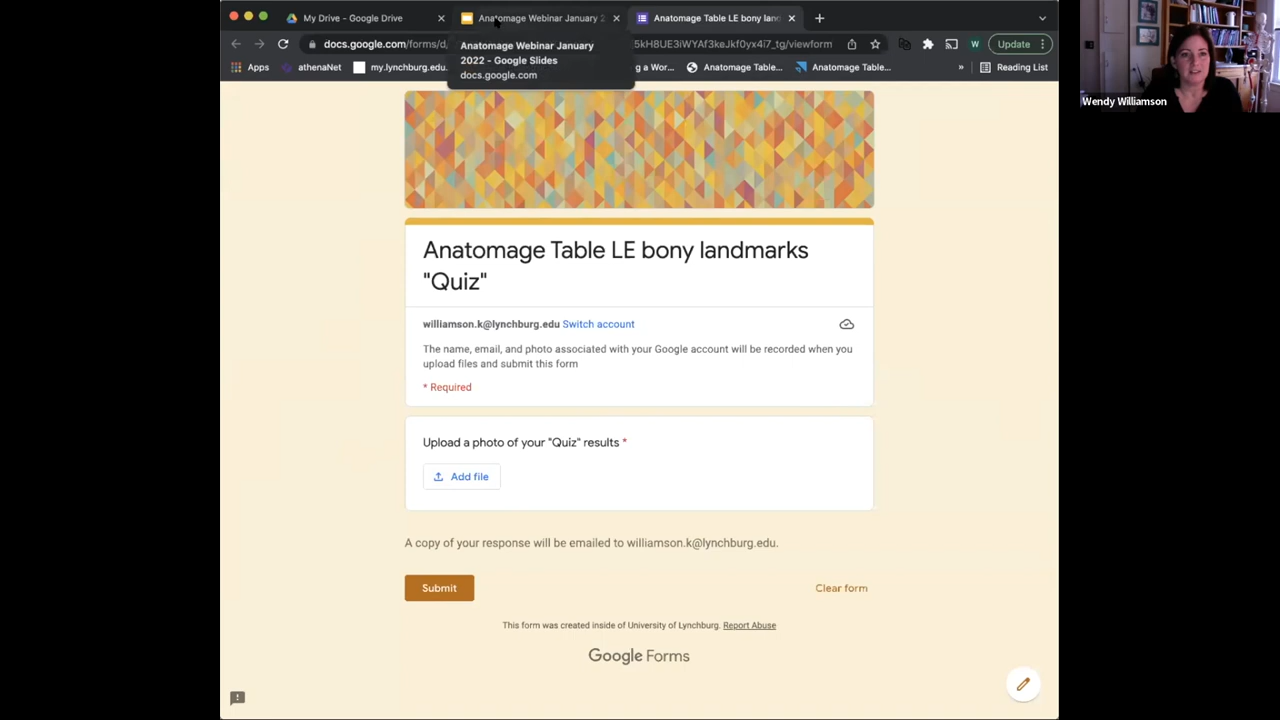 My Drive - Google Drive
Anatomage Webinar January 2
Anatomage Table LE bony lan
docs.google.com/forms/d,
5kHBUE3iWYAf3keJkf0yx4i7_tg/viewform
Update
Anatomage Webinar January
2022 - Google Slides
docs.google.com
Apps
athenaNet
my.lynchburg.edu.
g a Wor...
Anatomage Table...
Anatomage Table...
»
Reading List
W
Wendy Williamson
Anatomage Table LE bony landmarks
"Quiz"
williamson.k@lynchburg.edu Switch account
The name, email, and photo associated with your Google account will be recorded when you
upload files and submit this form
* Required
Upload a photo of your "Quiz" results *
Add file
A copy of your response will be emailed to williamson.k@lynchburg.edu.
Submit
Clear form
This form was created inside of University of Lynchburg. Report Abuse
Google Forms